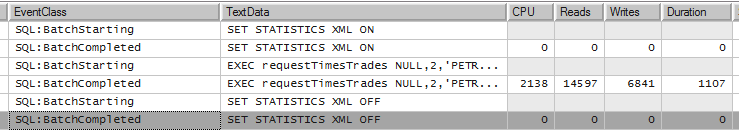 EventClass TextData CPU Reads Writes Duration
SQL:BatchStarting SET STATISTICS XML ON
SQL:BatchCompleted SET STATISTICS XML ON 0 0 0 0
SQL:BatchStarting EXEC requestTimesTrades NULL,2,'PETR...
SQL:BatchCompleted EXEC requestTimesTrades NULL,2,'PETR... 2138 14597 6841 1107
SQL:BatchStarting SET STATISTICS XML OFF
SQL:BatchCompleted SET STATISTICS XML OFF 0 0 0 0